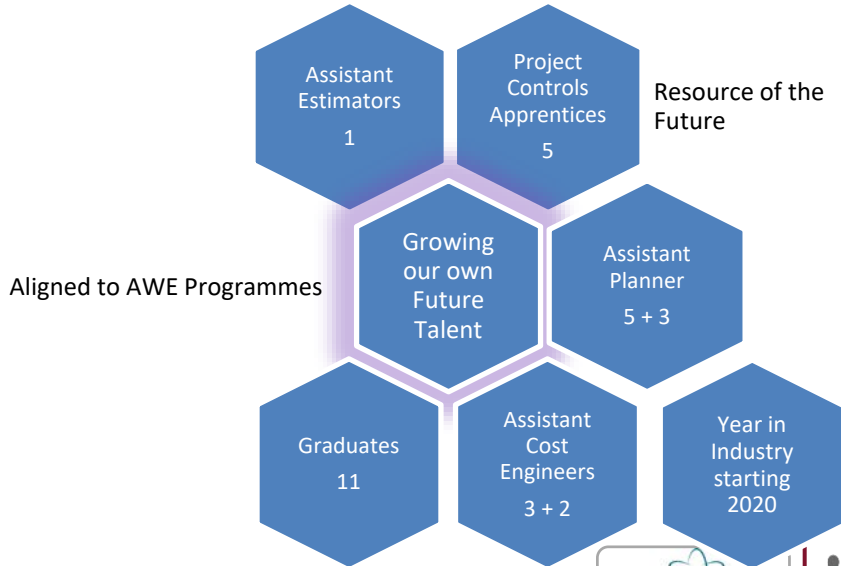 Assistant
Estimators
1
Project
Controls
Apprentices
5
Resource of the
Future
Growing
our own
Future
Talent
Aligned to AWE Programmes
Assistant
Planner
5 + 3
Graduates
11
Assistant
Cost
Engineers
3 + 2
Year in
Industry
starting
2020